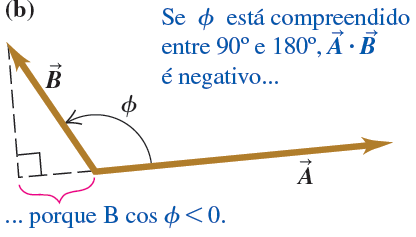 (b)
Se ϕ está compreendido
entre 90º e 180º, A⃗ · B⃗
é negativo...
B⃗
ϕ
A⃗
... porque B cos ϕ < 0.